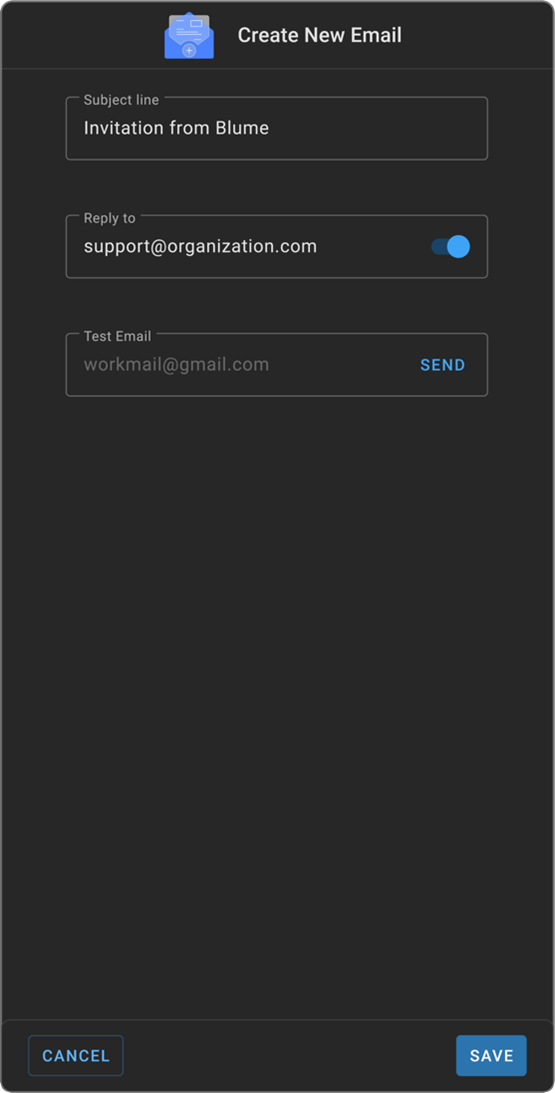 Create New Email
Subject line
Invitation from Blume
Reply to
support@organization.com
Test Email
workmail@gmail.com
SEND
CANCEL
SAVE